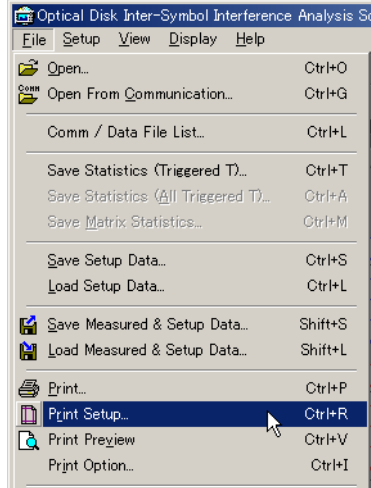 Optical Disk Inter-Symbol Interference Analysis
File Setup View Display Help
Open... Ctrl+O
Comm Open From Communication... Ctrl+G
Comm / Data File List... Ctrl+L
Save Statistics (Triggered T)... Ctrl+T
Save Statistics (All Triggered T)... Ctrl+A
Save Matrix Statistics... Ctrl+M
Save Setup Data... Ctrl+S
Load Setup Data... Ctrl+L
Save Measured & Setup Data... Shift+S
Load Measured & Setup Data... Shift+L
Print... Ctrl+P
Print Setup... Ctrl+R
Print Preview Ctrl+V
Print Option... Ctrl+I